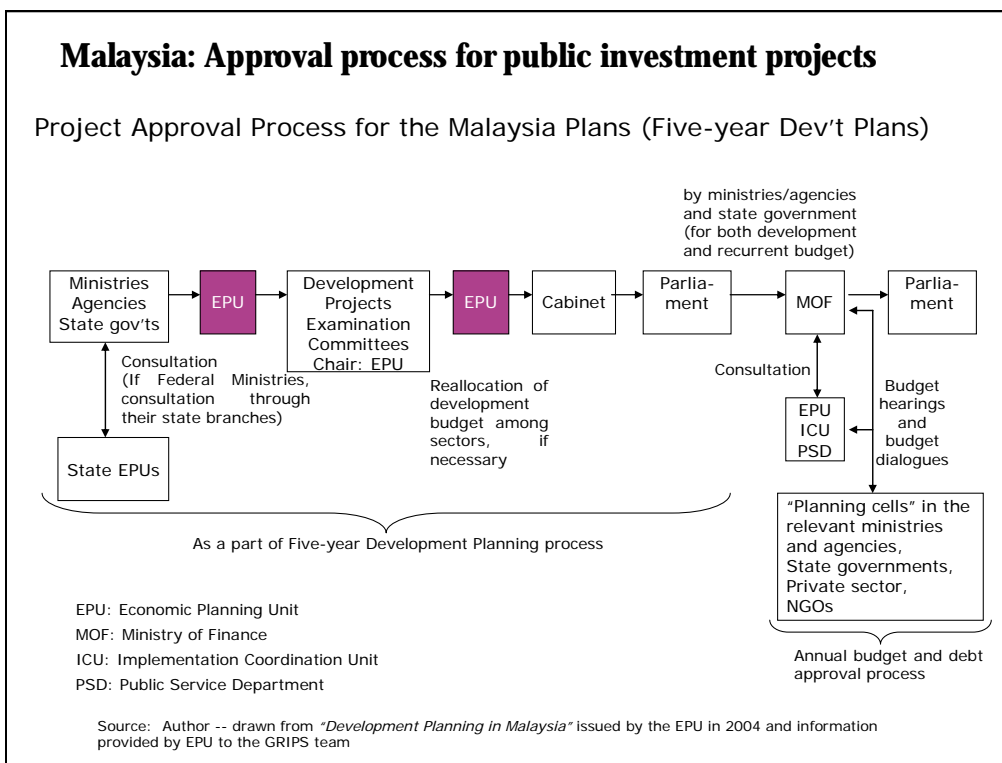 Malaysia: Approval process for public investment projects
Project Approval Process for the Malaysia Plans (Five-year Dev't Plans)
by ministries/agencies
and state government
(for both development
and recurrent budget)
Ministries
Agencies
State gov'ts
EPU
Development
Projects
Examination
Committees
Chair: EPU
EPU
Cabinet
Parlia-
ment
MOF
Parlia-
ment
Consultation
(If Federal Ministries,
consultation through
their state branches)
Reallocation of
development
budget among
sectors, if
necessary
Consultation
Budget
hearings
and
budget
dialogues
EPU
ICU
PSD
State EPUs
"Planning cells" in the
relevant ministries
and agencies,
State governments,
Private sector,
NGOs
As a part of Five-year Development Planning process
Annual budget and debt
approval process
EPU: Economic Planning Unit
MOF: Ministry of Finance
ICU: Implementation Coordination Unit
PSD: Public Service Department
Source: Author -- drawn from "Development Planning in Malaysia" issued by the EPU in 2004 and information
provided by EPU to the GRIPS team